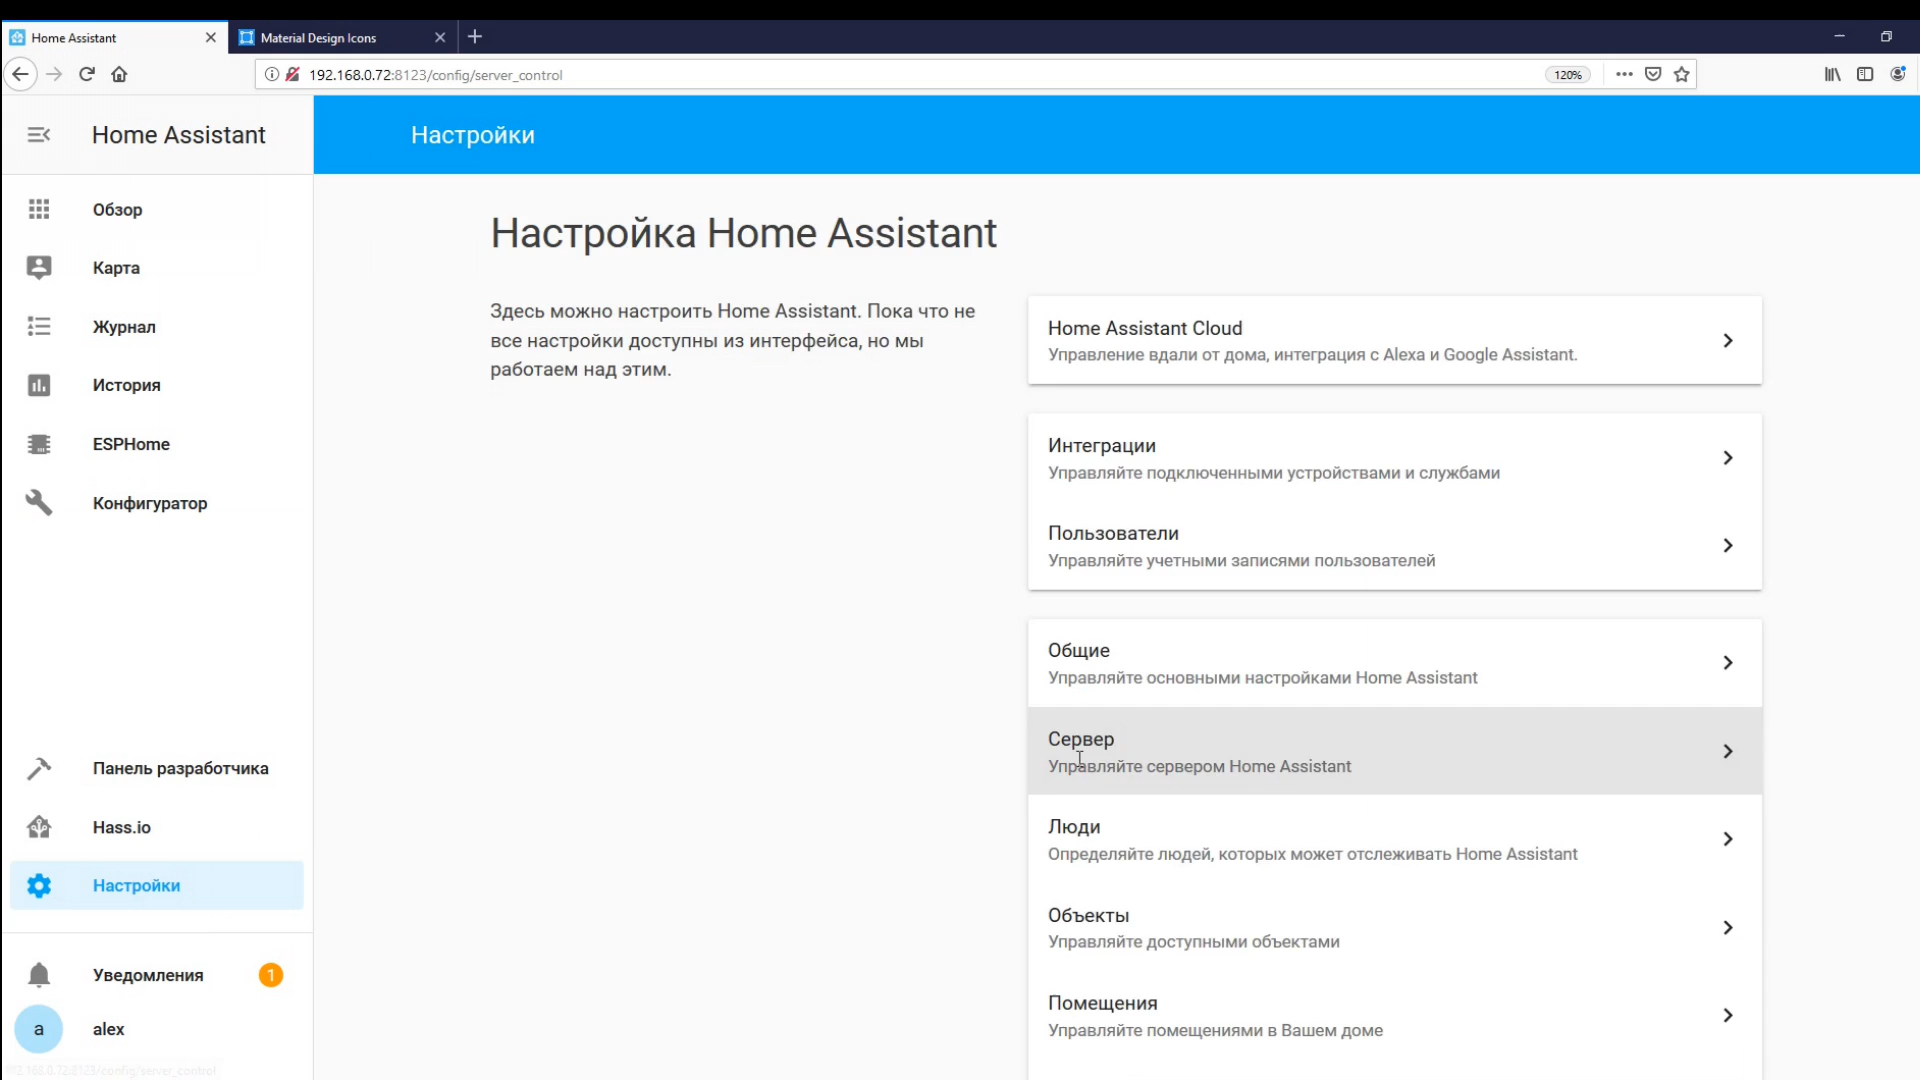 Home Assistant
Material Design Icons
192.168.0.72:8123/config/server_control
120%
Home Assistant
Настройки
Обзор
Карта
Журнал
История
ESPHome
Конфигуратор
Панель разработчика
Hass.io
Настройки
Уведомления
1
a
alex
Настройка Home Assistant
Здесь можно настроить Home Assistant. Пока что не
все настройки доступны из интерфейса, но мы
работаем над этим.
Home Assistant Cloud
Управление вдали от дома, интеграция с Alexa и Google Assistant.
Интеграции
Управляйте подключенными устройствами и службами
Пользователи
Управляйте учетными записями пользователей
Общие
Управляйте основными настройками Home Assistant
Сервер
Управляйте сервером Home Assistant
Люди
Определяйте людей, которых может отслеживать Home Assistant
Объекты
Управляйте доступными объектами
Помещения
Управляйте помещениями в Вашем доме